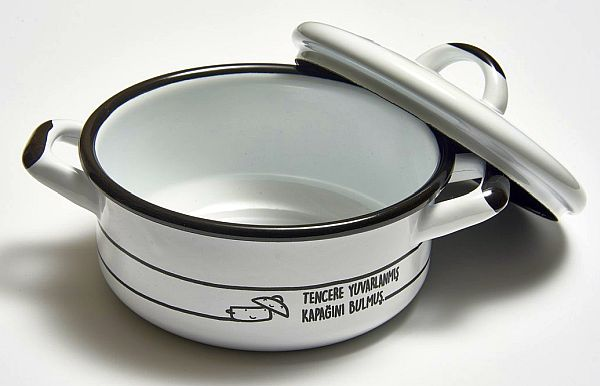 TENCERE YUVARLANMIŞ
KAPAĞINI BULMUŞ.